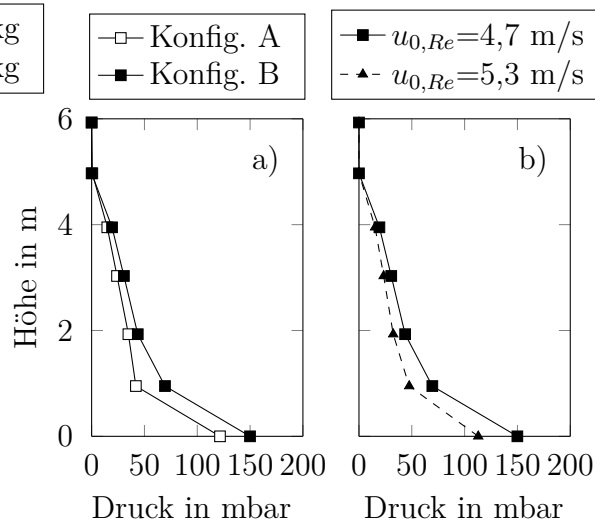 kg
kg
Konfig. A
Konfig. B
u0,Re=4,7 m/s
u0,Re=5,3 m/s
a)
b)
Höhe in m
6
4
2
0
0 50 100 150 200
0 50 100 150 200
Druck in mbar
Druck in mbar